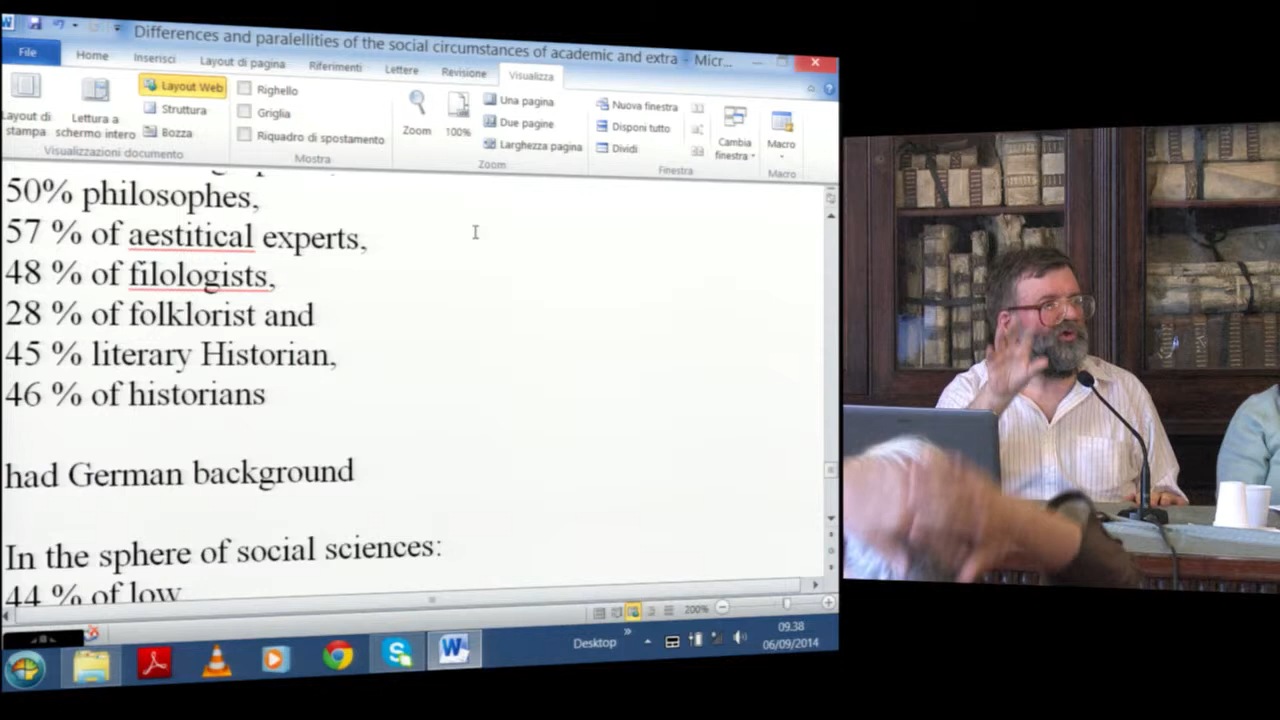 Differences and paralellities of the social circumstances of academic and extra - Micr...
File Home Inserisci Layout di pagina Riferimenti Lettere Revisione Visualizza
Layout di stampa
Lettura a schermo intero
Layout Web
Struttura
Bozza
Visualizzazioni documento
Righello
Griglia
Riquadro di spostamento
Mostra
Zoom
100%
Una pagina
Due pagine
Larghezza pagina
Zoom
Nuova finestra
Disponi tutto
Dividi
Cambia finestra
Finestra
Macro
Macro
50% philosophes,
57 % of aestitical experts,
48 % of filologists,
28 % of folklorist and
45 % literary Historian,
46 % of historians
had German background
In the sphere of social sciences:
44 % of low
200%
Desktop
09.38
06/09/2014